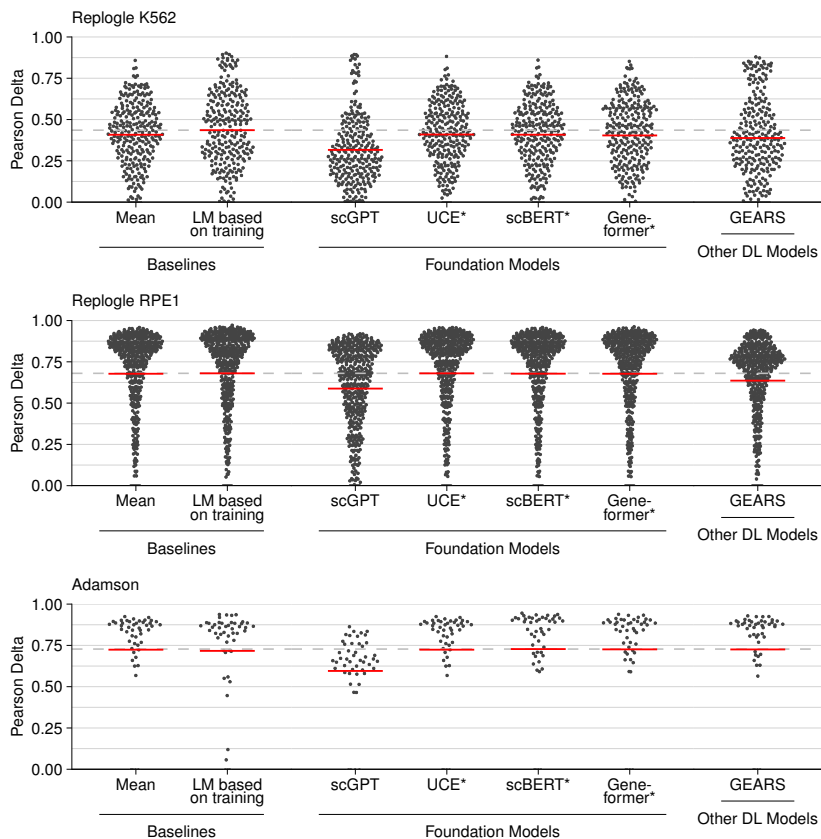 Replogle K562
Pearson Delta
1.00
0.75
0.50
0.25
0.00
Mean
LM based
on training
scGPT
UCE*
scBERT*
Gene-
former*
GEARS
Baselines
Foundation Models
Other DL Models
Replogle RPE1
Pearson Delta
1.00
0.75
0.50
0.25
0.00
Mean
LM based
on training
scGPT
UCE*
scBERT*
Gene-
former*
GEARS
Baselines
Foundation Models
Other DL Models
Adamson
Pearson Delta
1.00
0.75
0.50
0.25
0.00
Mean
LM based
on training
scGPT
UCE*
scBERT*
Gene-
former*
GEARS
Baselines
Foundation Models
Other DL Models